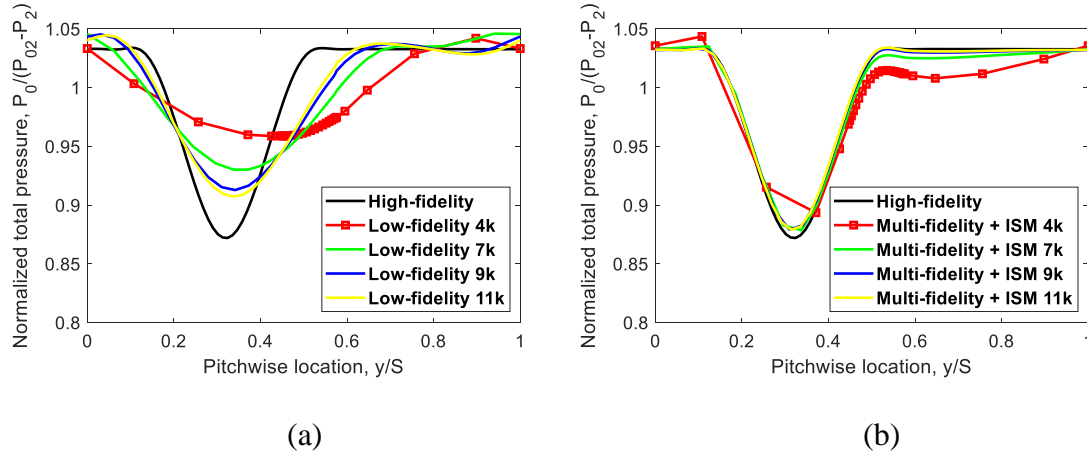 Normalized total pressure, P0/(P02-P2)
1.05
1
0.95
0.9
0.85
0.8
High-fidelity
Low-fidelity 4k
Low-fidelity 7k
Low-fidelity 9k
Low-fidelity 11k
0 0.2 0.4 0.6 0.8 1
Pitchwise location, y/S
(a)
Normalized total pressure, P0/(P02-P2)
1.05
1
0.95
0.9
0.85
0.8
High-fidelity
Multi-fidelity + ISM 4k
Multi-fidelity + ISM 7k
Multi-fidelity + ISM 9k
Multi-fidelity + ISM 11k
0 0.2 0.4 0.6 0.8 1
Pitchwise location, y/S
(b)